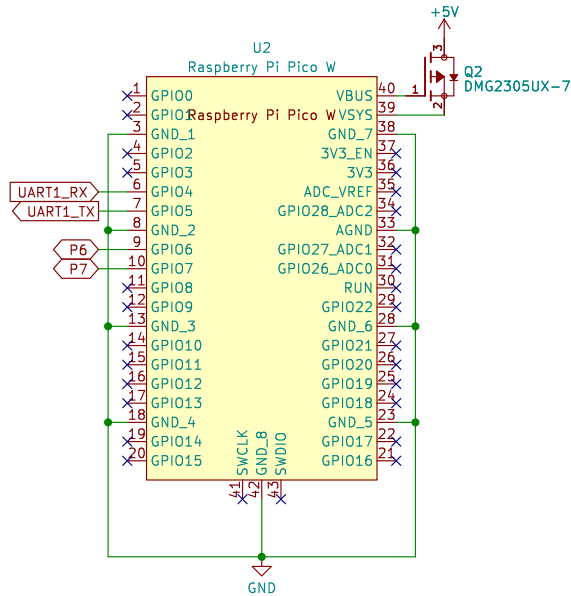 +5V
U2
Raspberry Pi Pico W
3
Q2
DMG2305UX-7
1
2
1 GPIO0 VBUS 40
2 GPIO1 Raspberry Pi Pico W VSYS 39
3 GND_1 GND_7 38
4 GPIO2 3V3_EN 37
5 GPIO3 3V3 36
UART1_RX 6 GPIO4 ADC_VREF 35
UART1_TX 7 GPIO5 GPIO28_ADC2 34
8 GND_2 AGND 33
P6 9 GPIO6 GPIO27_ADC1 32
P7 10 GPIO7 GPIO26_ADC0 31
11 GPIO8 RUN 30
12 GPIO9 GPIO22 29
13 GND_3 GND_6 28
14 GPIO10 GPIO21 27
15 GPIO11 GPIO20 26
16 GPIO12 GPIO19 25
17 GPIO13 GPIO18 24
18 GND_4 GND_5 23
19 GPIO14 GPIO17 22
20 GPIO15 GPIO16 21
SWCLK
GND_8
SWDIO
41
42
43
GND